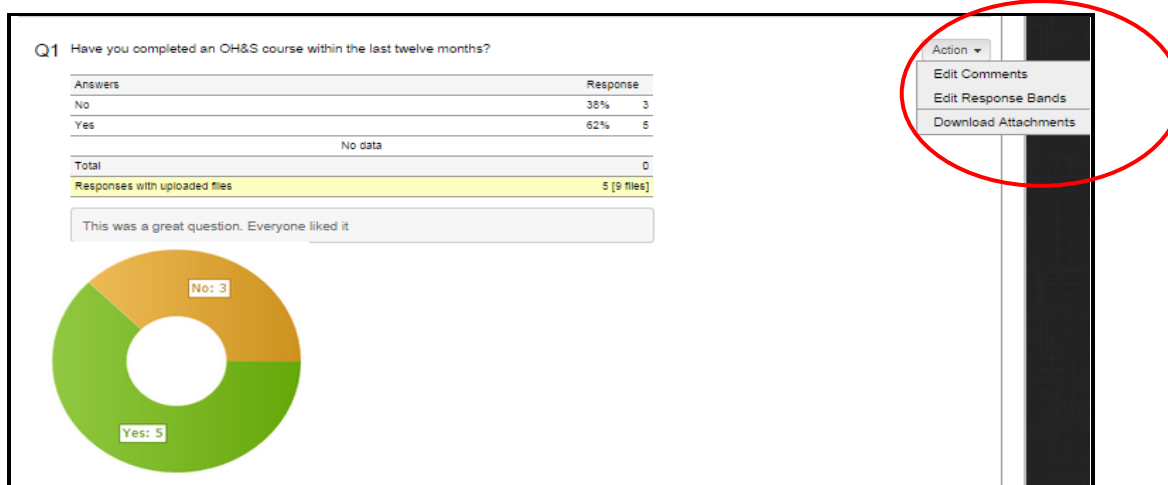 Q1 Have you completed an OH&S course within the last twelve months?
Action
Edit Comments
Edit Response Bands
Download Attachments
Answers Response
No 38% 3
Yes 62% 5
No data
Total 0
Responses with uploaded files 5 [9 files]
This was a great question. Everyone liked it
No: 3
Yes: 5